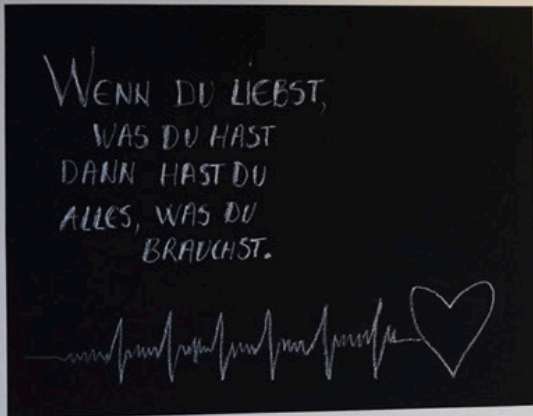 WENN DU LIEBST,
WAS DU HAST
DANN HAST DU
ALLES, WAS DU
BRAUCHST.